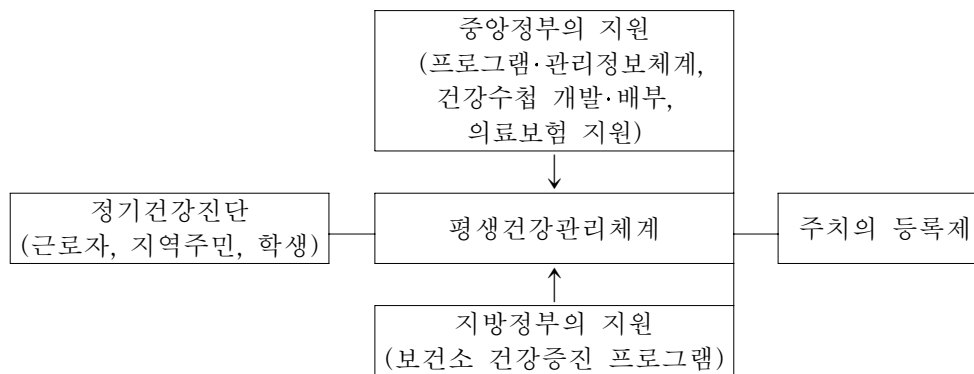 중앙정부의 지원
(프로그램·관리정보체계,
건강수첩 개발·배부,
의료보험 지원)
정기건강진단
(근로자, 지역주민, 학생)
평생건강관리체계
주치의 등록제
지방정부의 지원
(보건소 건강증진 프로그램)